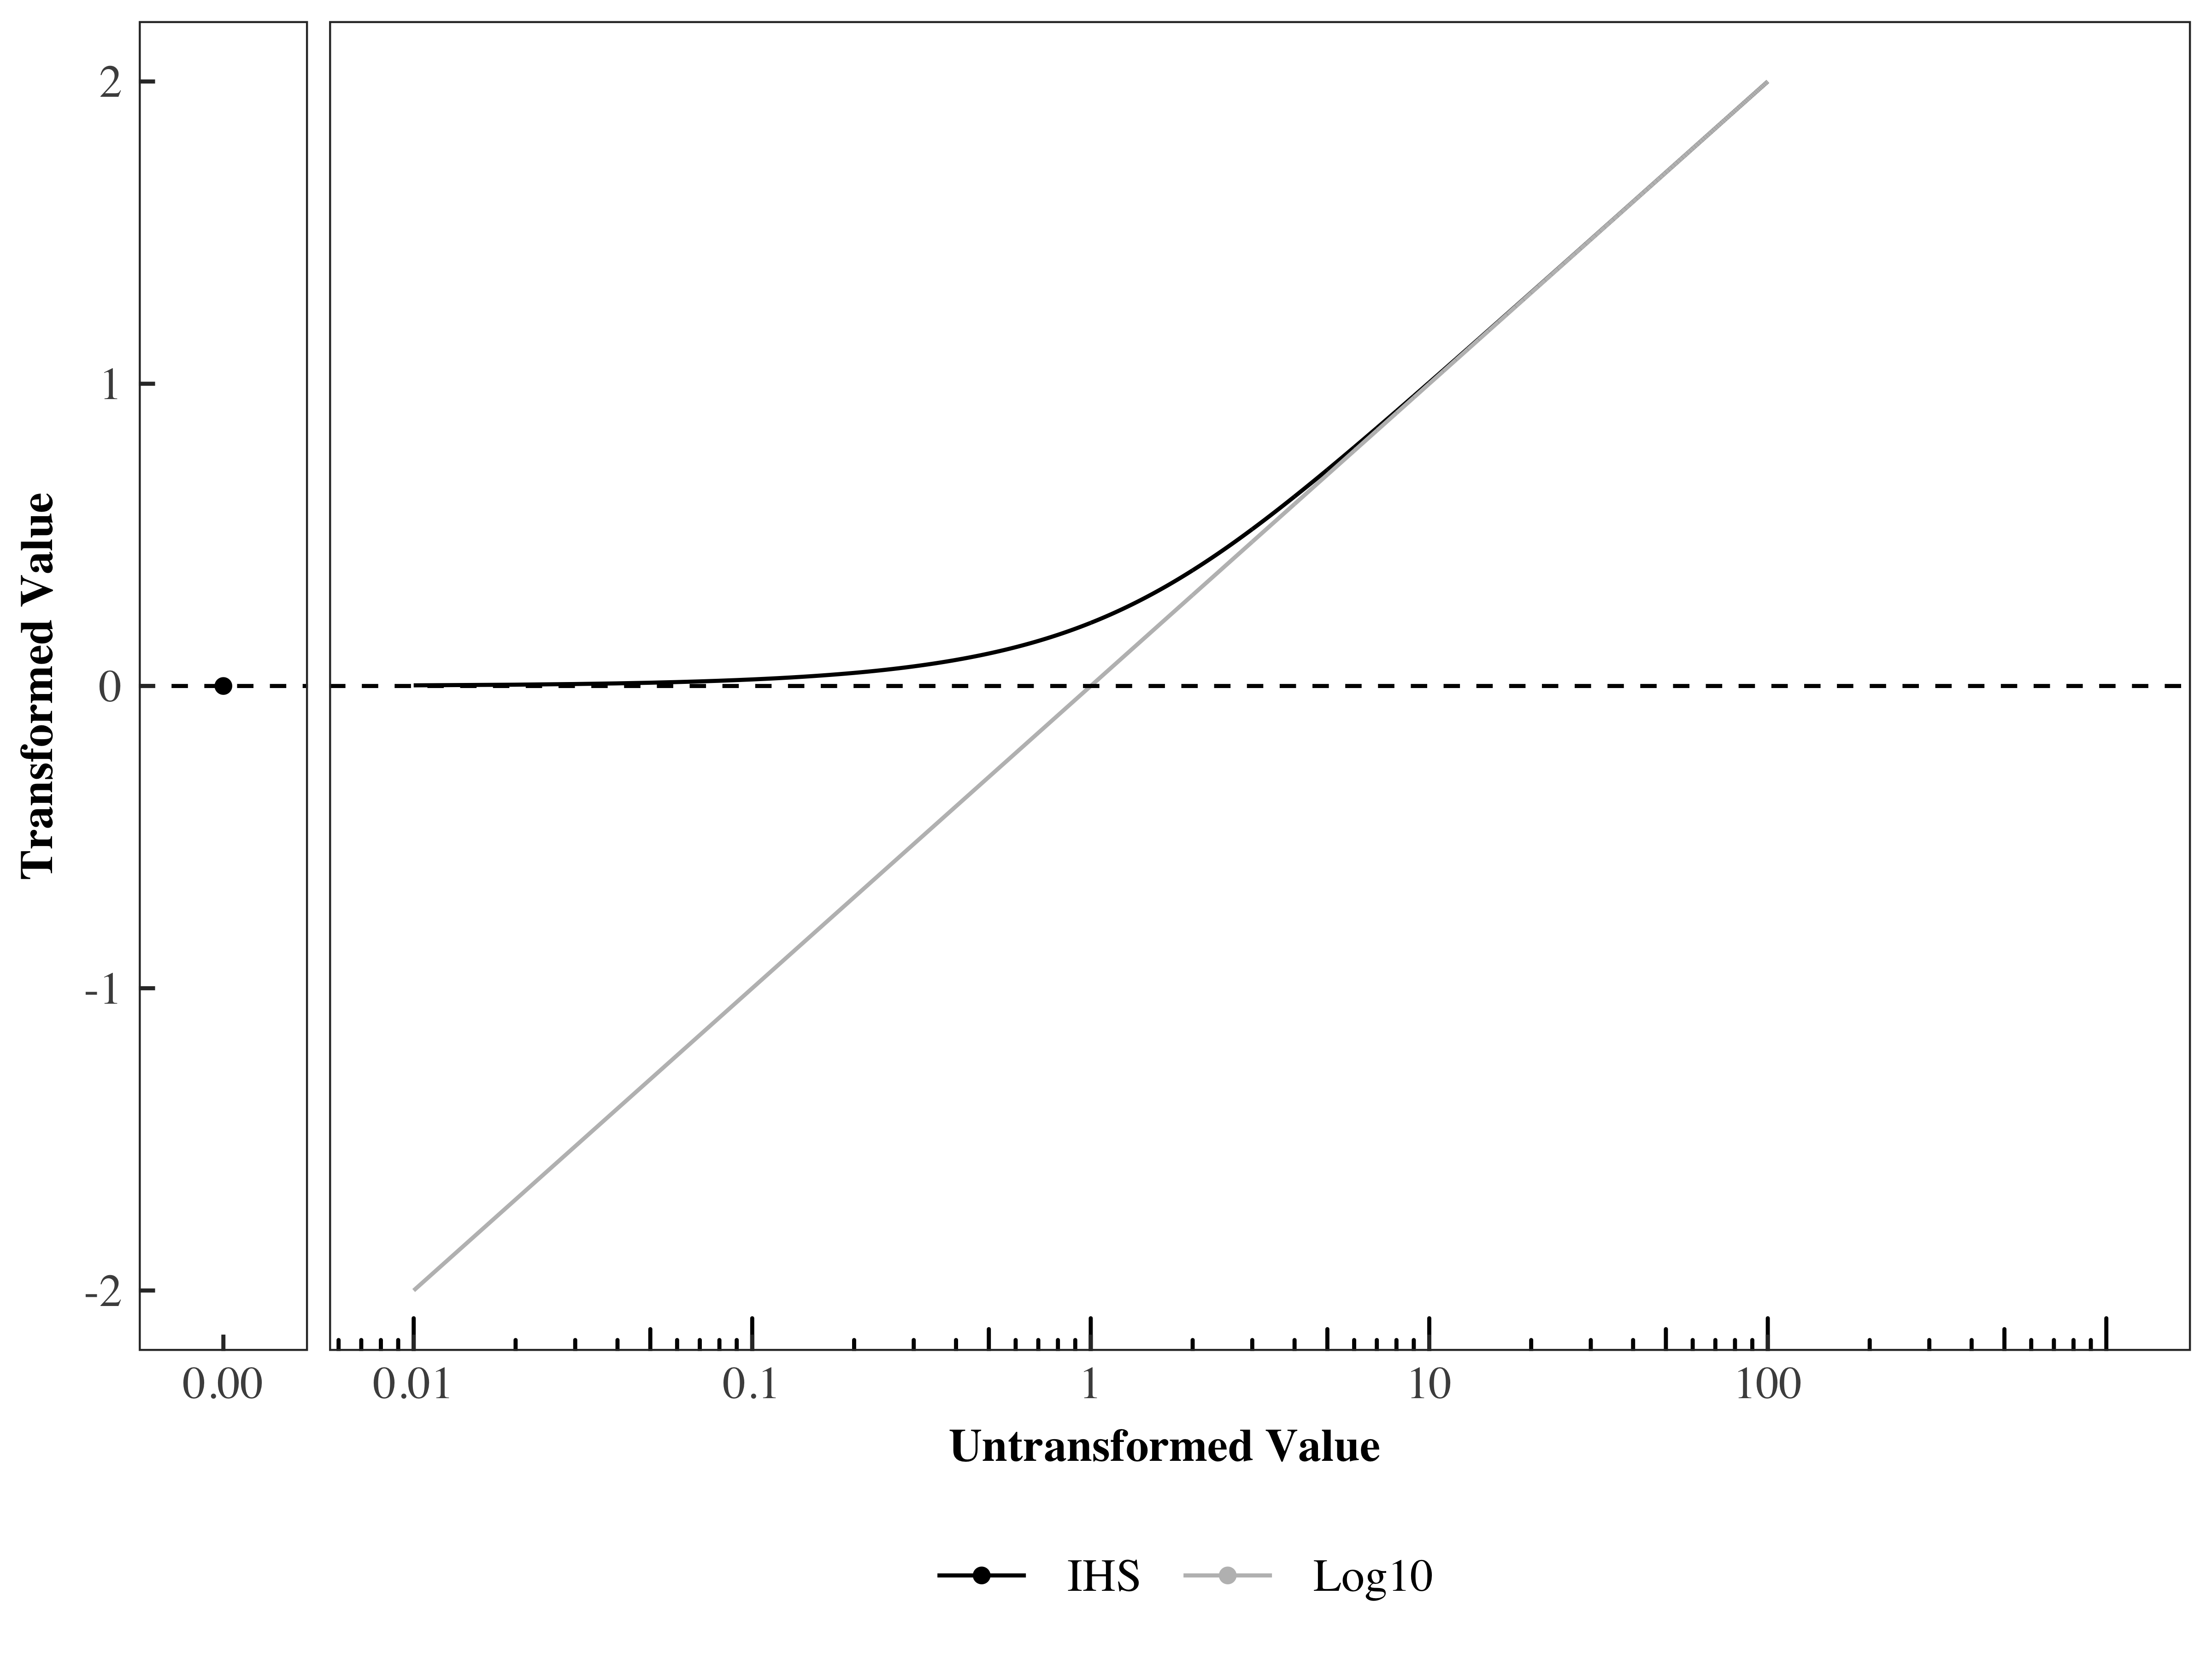 2
1
0
-1
-2
Transformed Value
0.00 0.01 0.1 1 10 100
Untransformed Value
IHS Log10